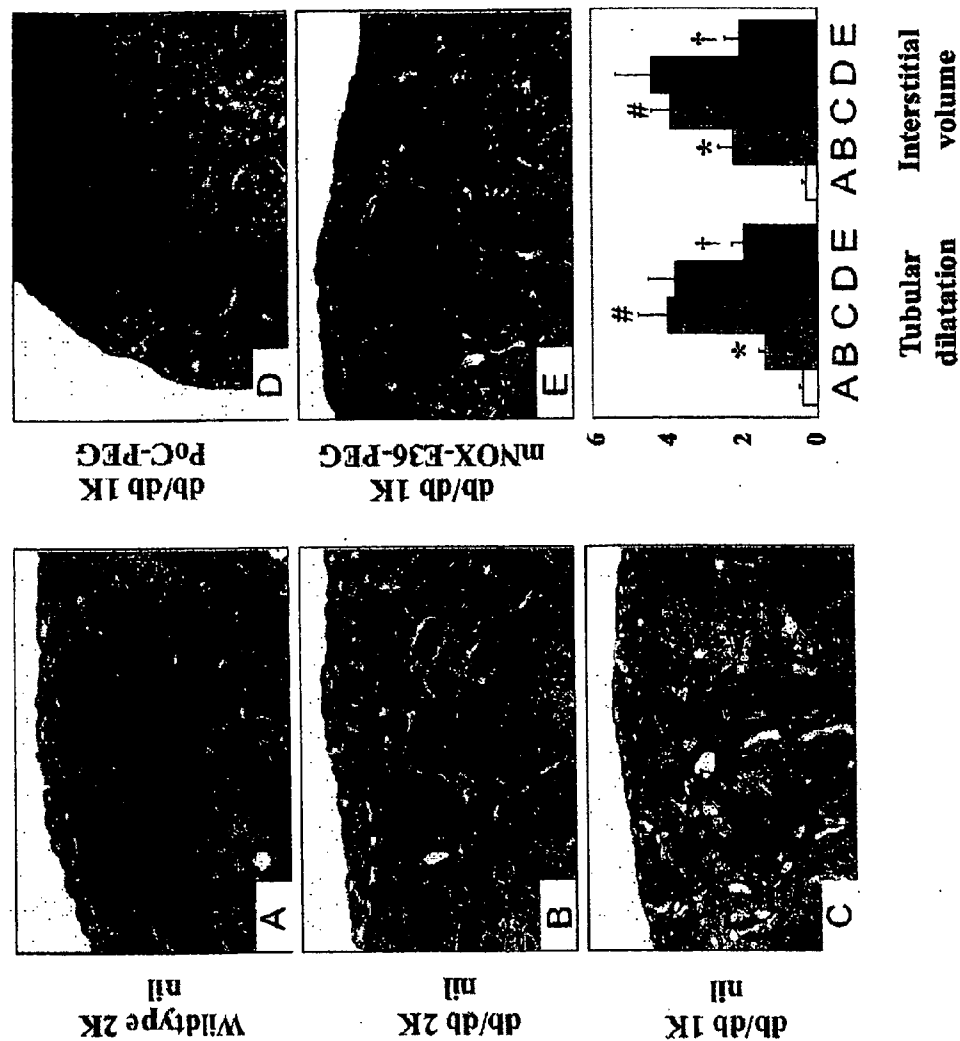 Wildtype 2K
nil
A
db/db 2K
nil
B
db/db 1K
nil
C
db/db 1K
PoC-PEG
D
db/db 1K
mNOX-E36-PEG
E
6
4
2
0
* # †
* # †
A B C D E A B C D E
Tubular
dilatation
Interstitial
volume